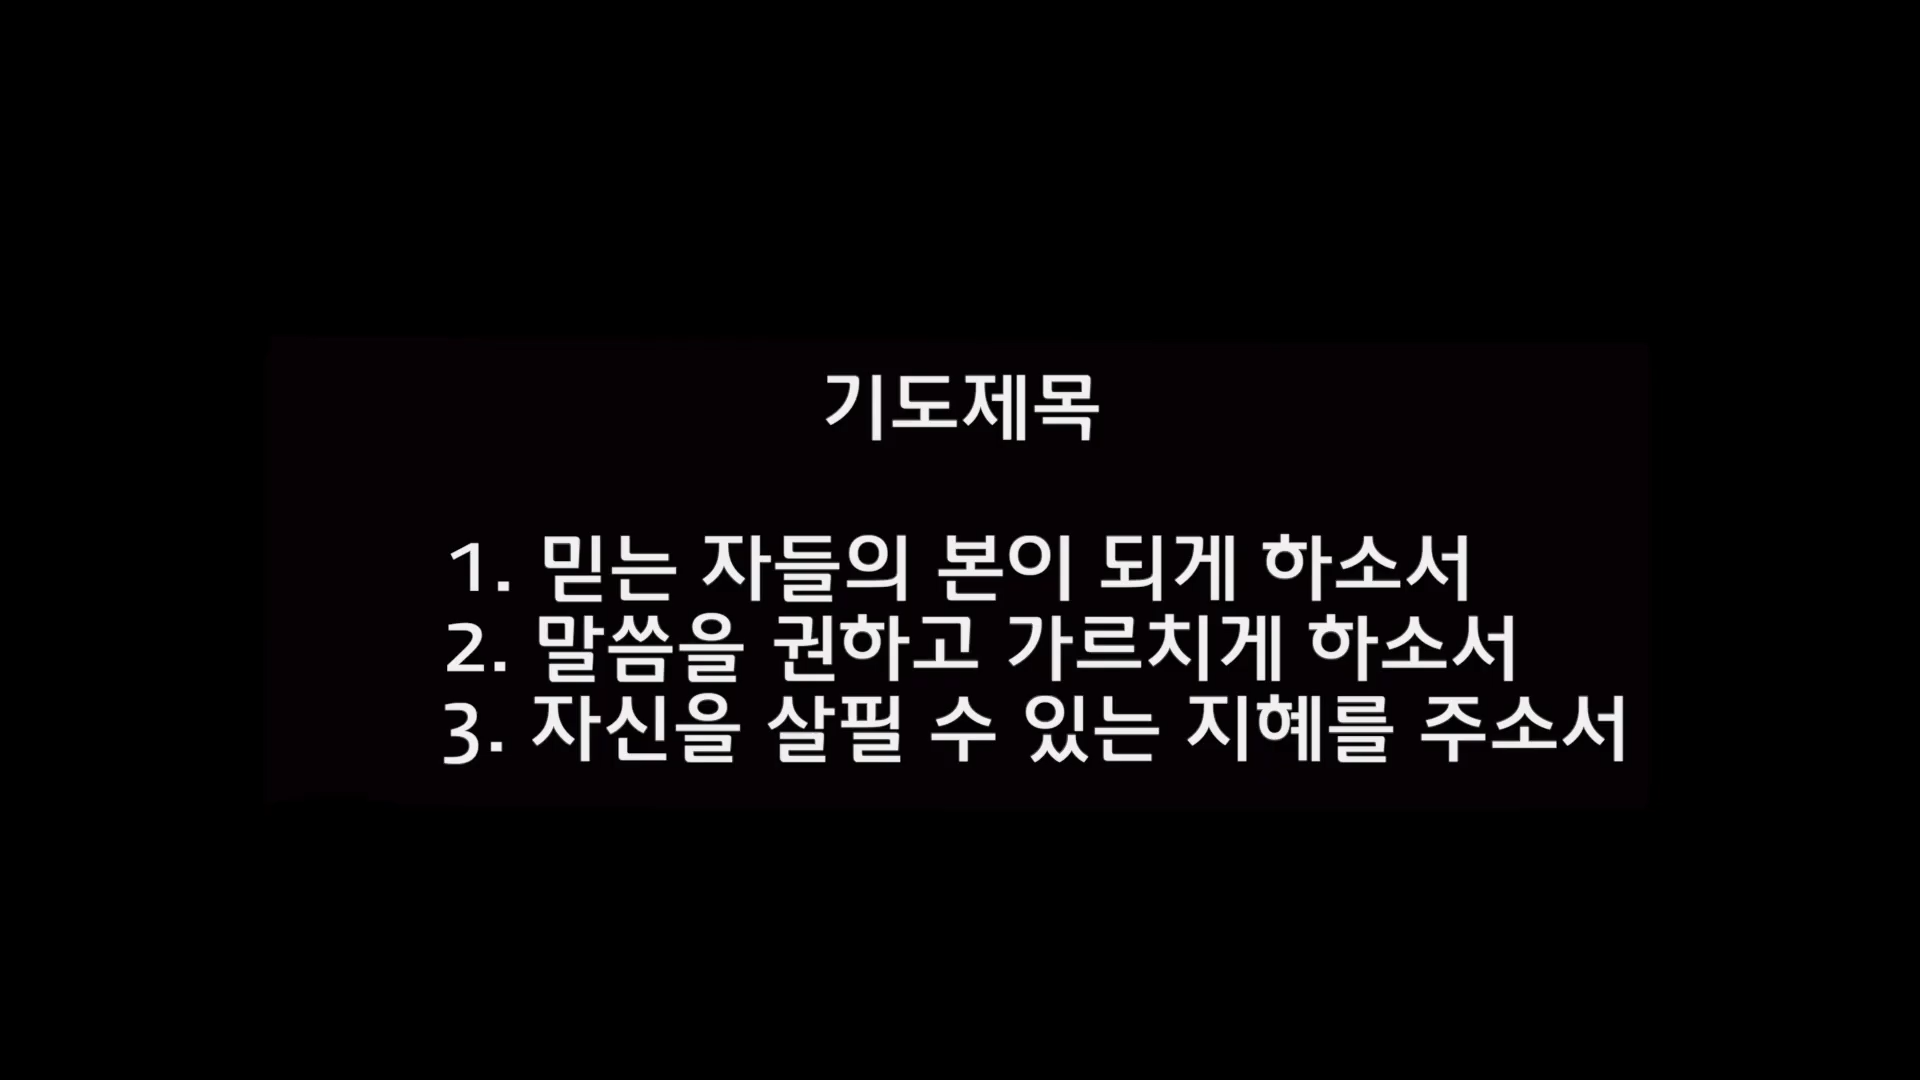 기도제목
1. 믿는 자들의 본이 되게 하소서
2. 말씀을 권하고 가르치게 하소서
3. 자신을 살필 수 있는 지혜를 주소서